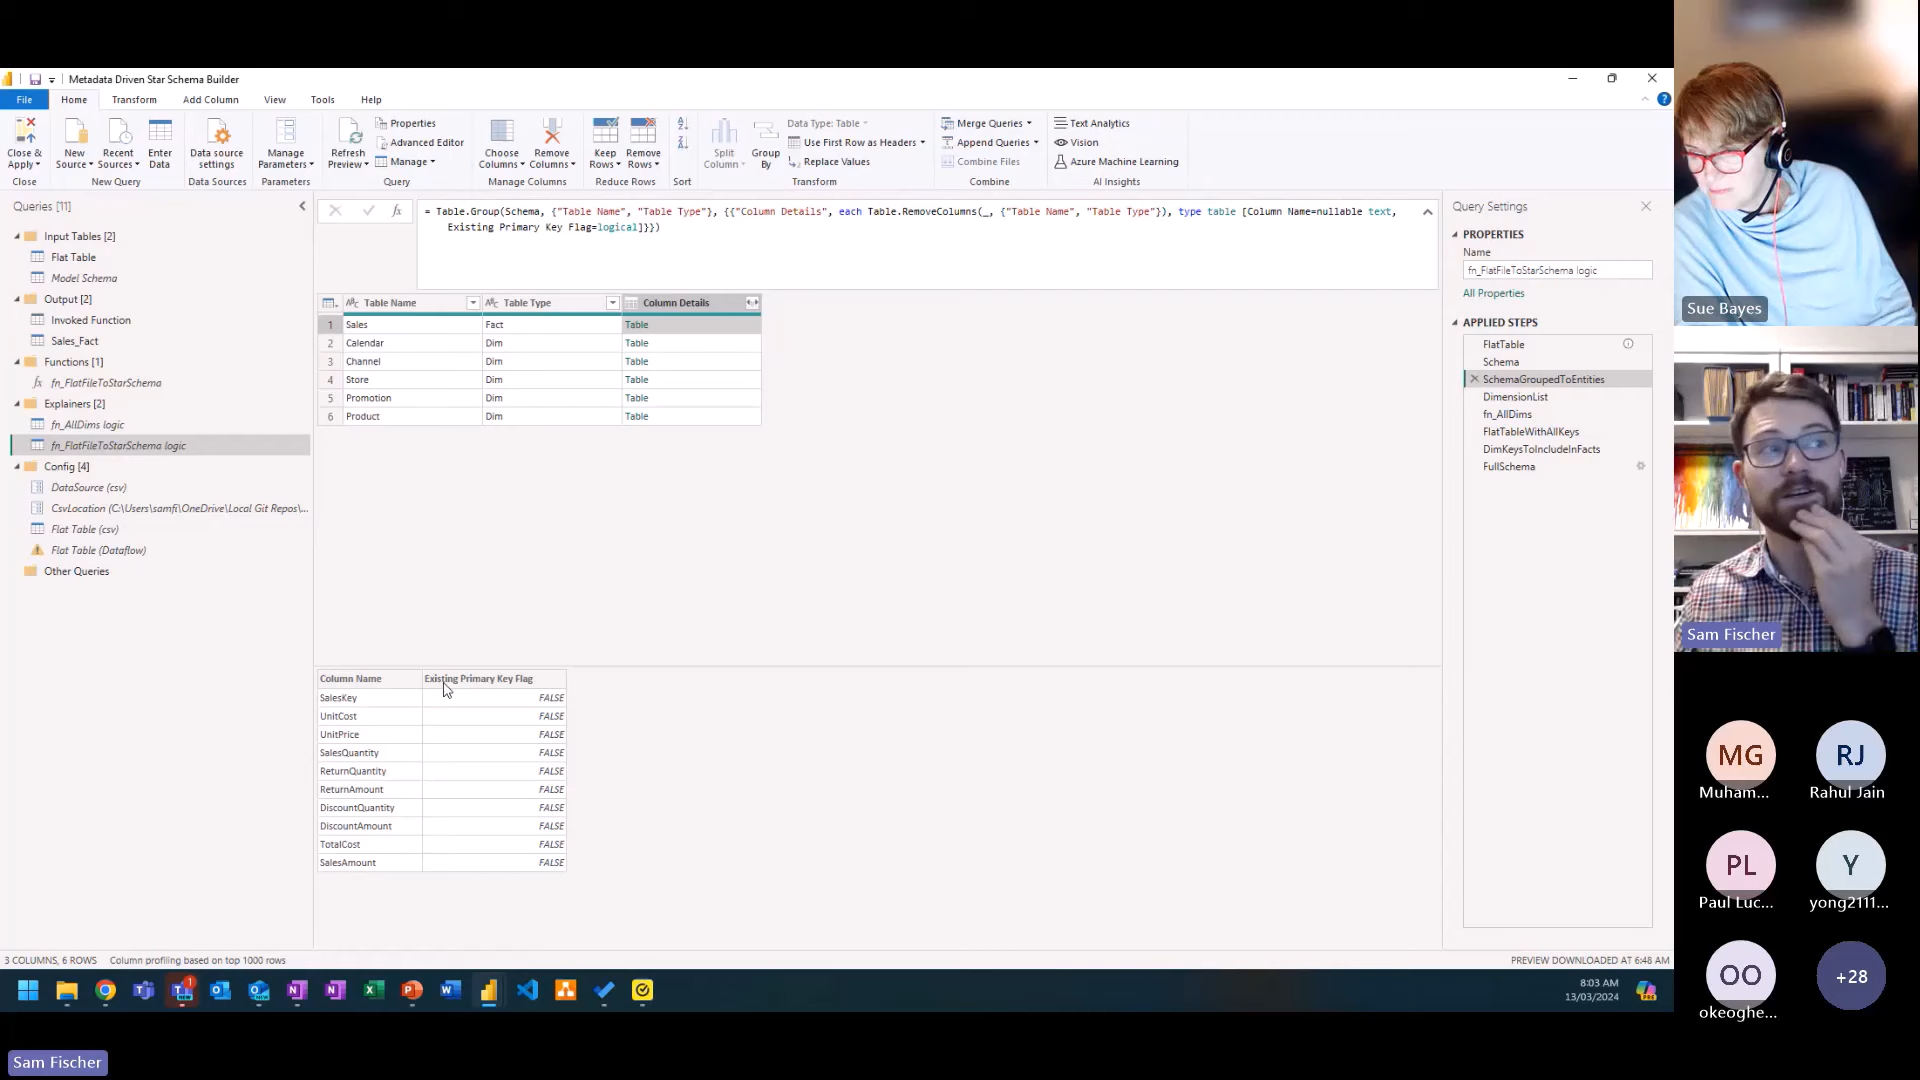 Metadata Driven Star Schema Builder
File
Home
Transform
Add Column
View
Tools
Help
Close & Apply
New Source
Recent Sources
Enter Data
Data source settings
Manage Parameters
Refresh Preview
Properties
Advanced Editor
Manage
Choose Columns
Remove Columns
Keep Rows
Remove Rows
Split Column
Group By
Data Type: Table
Use First Row as Headers
Replace Values
Merge Queries
Append Queries
Combine Files
Text Analytics
Vision
Azure Machine Learning
Close
New Query
Data Sources
Parameters
Query
Manage Columns
Reduce Rows
Sort
Transform
Combine
AI Insights
Queries [11]
Input Tables [2]
Flat Table
Model Schema
Output [2]
Invoked Function
Sales_Fact
Functions [1]
fx fn_FlatFileToStarSchema
Explainers [2]
fn_AllDims logic
fn_FlatFileToStarSchema logic
Config [4]
DataSource (csv)
CsvLocation (C:\Users\samfi\OneDrive\Local Git Repos\...
Flat Table (csv)
Flat Table (Dataflow)
Other Queries
fx
= Table.Group(Schema, {"Table Name", "Table Type"}, {{"Column Details", each Table.RemoveColumns(_, {"Table Name", "Table Type"}), type table [Column Name=nullable text,
Existing Primary Key Flag=logical]}})
Table Name Table Type Column Details
1 Sales Fact Table
2 Calendar Dim Table
3 Channel Dim Table
4 Store Dim Table
5 Promotion Dim Table
6 Product Dim Table
Column Name Existing Primary Key Flag
SalesKey FALSE
UnitCost FALSE
UnitPrice FALSE
SalesQuantity FALSE
ReturnQuantity FALSE
ReturnAmount FALSE
DiscountQuantity FALSE
DiscountAmount FALSE
TotalCost FALSE
SalesAmount FALSE
Query Settings
PROPERTIES
Name
fn_FlatFileToStarSchema logic
All Properties
APPLIED STEPS
FlatTable
Schema
SchemaGroupedToEntities
DimensionList
fn_AllDims
FlatTableWithAllKeys
DimKeysToIncludeInFacts
FullSchema
3 COLUMNS, 6 ROWS Column profiling based on top 1000 rows
PREVIEW DOWNLOADED AT 6:48 AM
8:03 AM
13/03/2024
Sue Bayes
Sam Fischer
MG
Muham...
RJ
Rahul Jain
PL
Paul Luc...
Y
yong2111...
OO
okeoghe...
+28
Sam Fischer